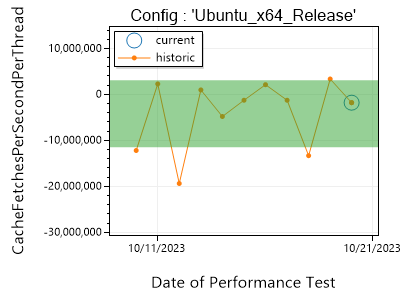 Config : 'Ubuntu_x64_Release'
current
historic
CacheFetchesPerSecondPerThread
10,000,000
0
-10,000,000
-20,000,000
-30,000,000
10/11/2023
10/21/2023
Date of Performance Test